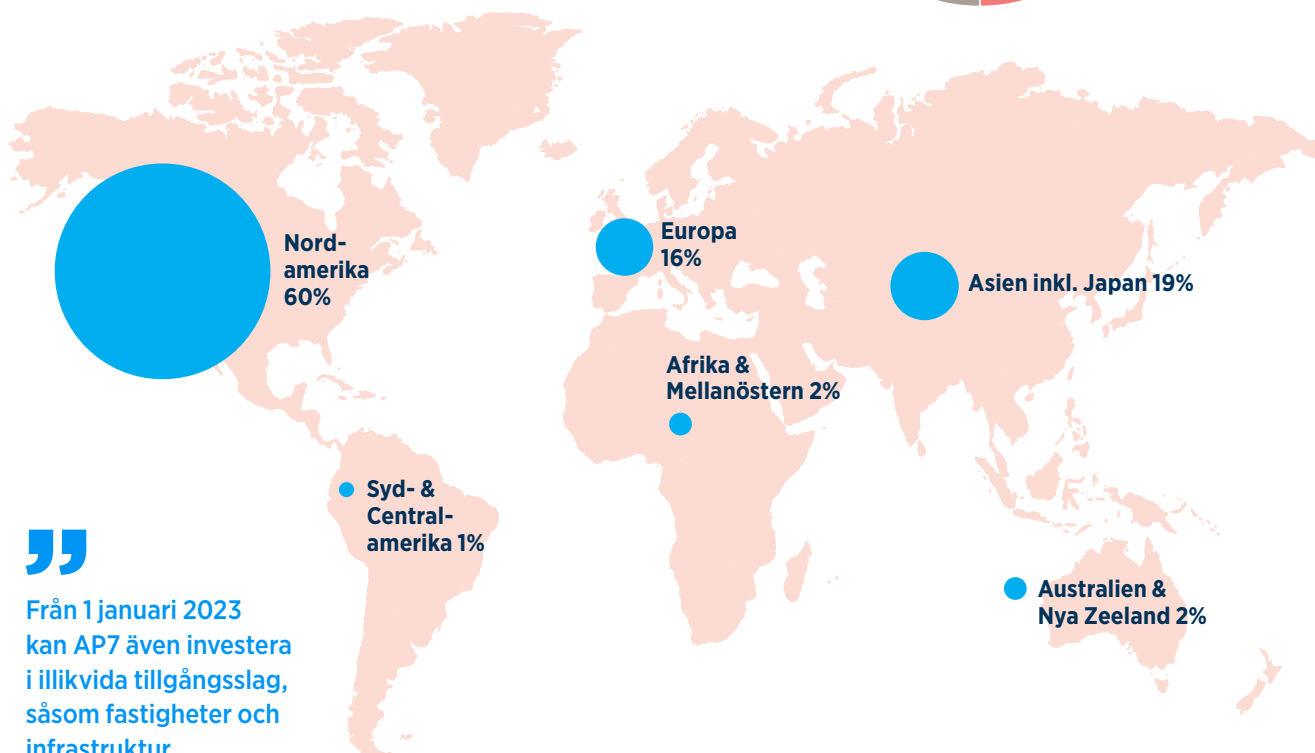 Nord-
amerika
60%
Europa
16%
Asien inkl. Japan 19%
Afrika &
Mellanöstern 2%
Syd- &
Central-
amerika 1%
Australien &
Nya Zeeland 2%
”
Från 1 januari 2023
kan AP7 även investera
i illikvida tillgångsslag,
såsom fastigheter och
infrastruktur